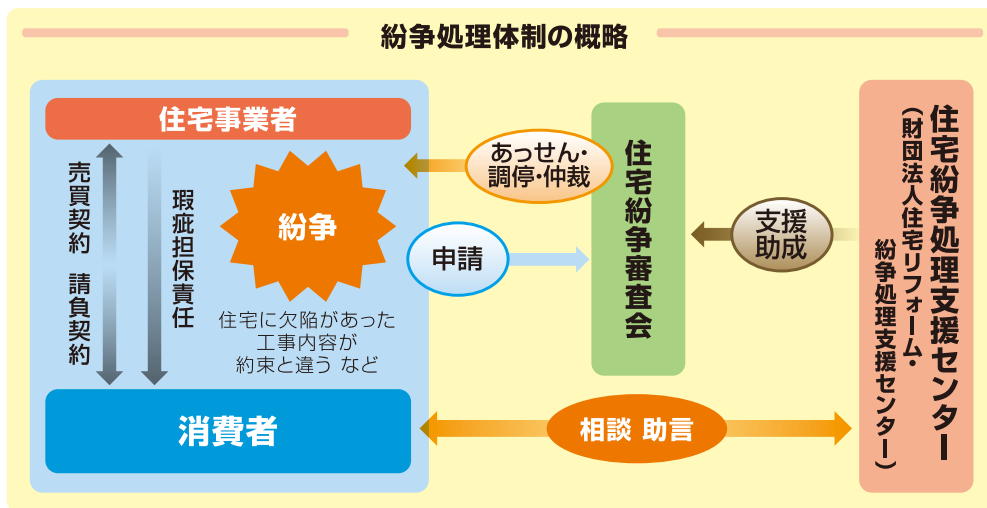 紛争処理体制の概略
住宅事業者
売買契約 請負契約
瑕疵担保責任
紛争
住宅に欠陥があった
工事内容が
約束と違う など
消費者
あっせん・
調停・仲裁
申請
住宅紛争審査会
支援
助成
相談 助言
住宅紛争処理支援センター
(財団法人住宅リフォーム・
紛争処理支援センター)